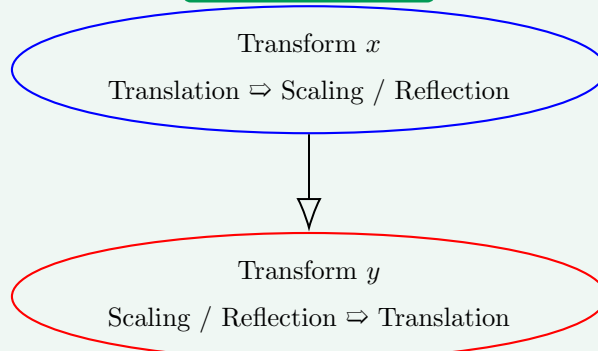 Transform x
Translation ⇨ Scaling / Reflection
Transform y
Scaling / Reflection ⇨ Translation